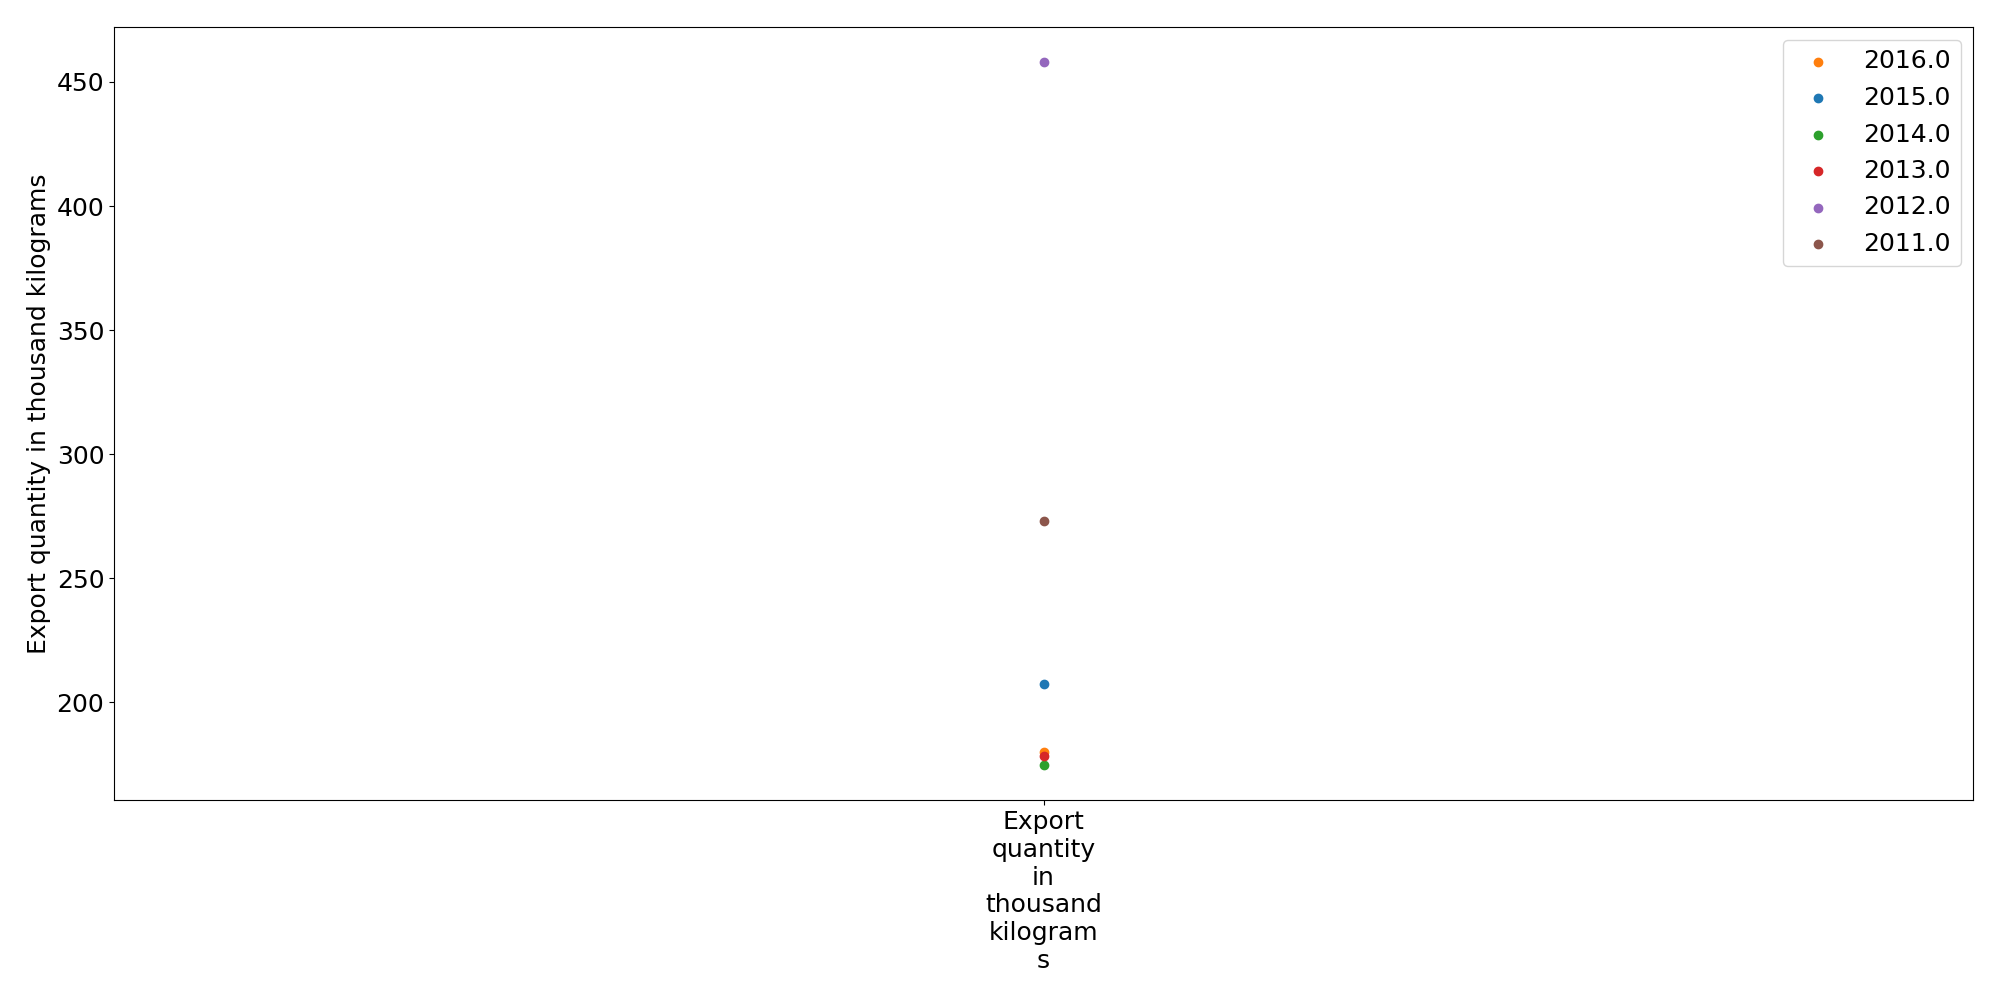 Export quantity in thousand kilograms
450
400
350
300
250
200
2016.0
2015.0
2014.0
2013.0
2012.0
2011.0
Export
quantity
in
thousand
kilogram
s